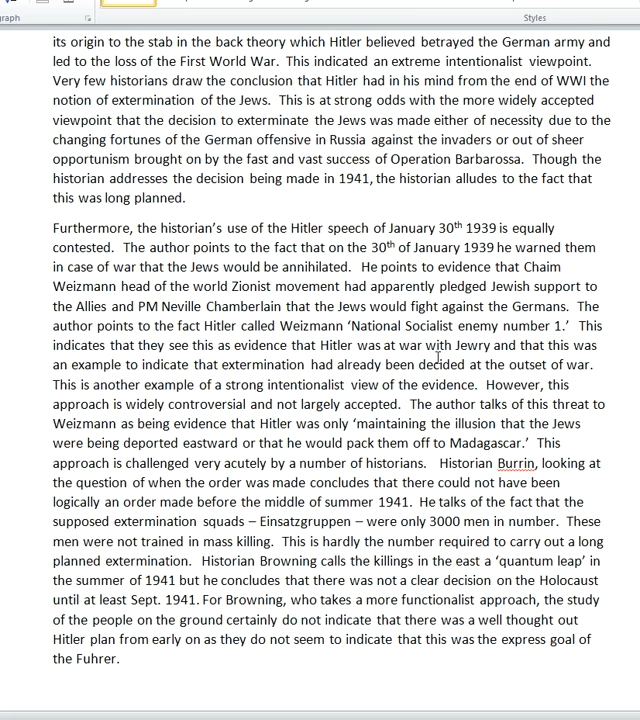 Styles
its origin to the stab in the back theory which Hitler believed betrayed the German army and
led to the loss of the First World War.  This indicated an extreme intentionalist viewpoint.
Very few historians draw the conclusion that Hitler had in his mind from the end of WWI the
notion of extermination of the Jews.  This is at strong odds with the more widely accepted
viewpoint that the decision to exterminate the Jews was made either of necessity due to the
changing fortunes of the German offensive in Russia against the invaders or out of sheer
opportunism brought on by the fast and vast success of Operation Barbarossa.  Though the
historian addresses the decision being made in 1941, the historian alludes to the fact that
this was long planned.
Furthermore, the historian's use of the Hitler speech of January 30th 1939 is equally
contested.  The author points to the fact that on the 30th of January 1939 he warned them
in case of war that the Jews would be annihilated.  He points to evidence that Chaim
Weizmann head of the world Zionist movement had apparently pledged Jewish support to
the Allies and PM Neville Chamberlain that the Jews would fight against the Germans.  The
author points to the fact Hitler called Weizmann 'National Socialist enemy number 1.'  This
indicates that they see this as evidence that Hitler was at war with Jewry and that this was
an example to indicate that extermination had already been decided at the outset of war.
This is another example of a strong intentionalist view of the evidence.  However, this
approach is widely controversial and not largely accepted.  The author talks of this threat to
Weizmann as being evidence that Hitler was only 'maintaining the illusion that the Jews
were being deported eastward or that he would pack them off to Madagascar.'  This
approach is challenged very acutely by a number of historians.   Historian Burrin, looking at
the question of when the order was made concludes that there could not have been
logically an order made before the middle of summer 1941.  He talks of the fact that the
supposed extermination squads – Einsatzgruppen – were only 3000 men in number.  These
men were not trained in mass killing.  This is hardly the number required to carry out a long
planned extermination.  Historian Browning calls the killings in the east a 'quantum leap' in
the summer of 1941 but he concludes that there was not a clear decision on the Holocaust
until at least Sept. 1941. For Browning, who takes a more functionalist approach, the study
of the people on the ground certainly do not indicate that there was a well thought out
Hitler plan from early on as they do not seem to indicate that this was the express goal of
the Fuhrer.